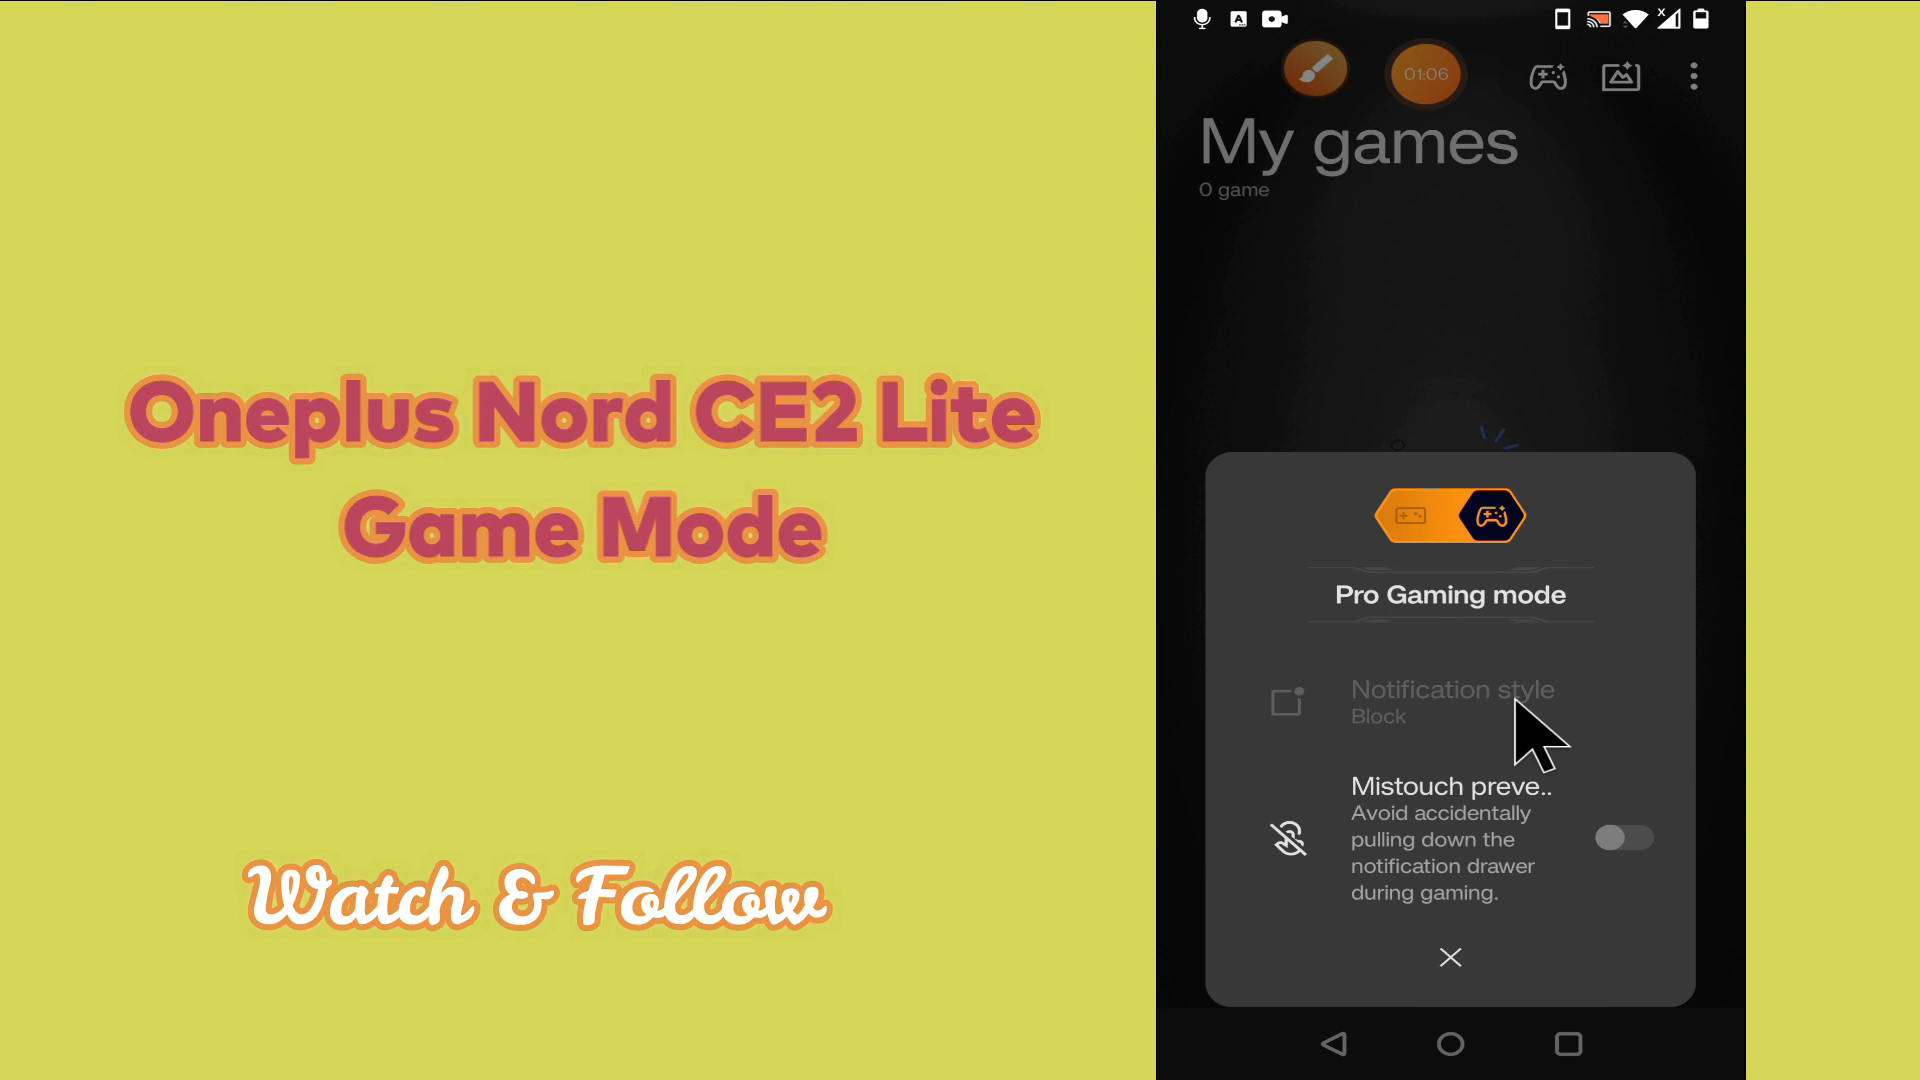 Oneplus Nord CE2 Lite
Game Mode
Watch & Follow
A
x
01:06
My games
0 game
Pro Gaming mode
Notification style
Block
Mistouch preve..
Avoid accidentally
pulling down the
notification drawer
during gaming.